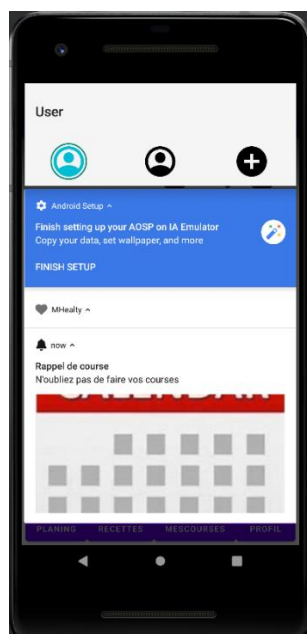 User
Android Setup
Finish setting up your AOSP on IA Emulator
Copy your data, set wallpaper, and more
FINISH SETUP
MHealty
now
Rappel de course
N'oubliez pas de faire vos courses
CALENDAR
PLANING RECETTES MESCOURSES PROFIL